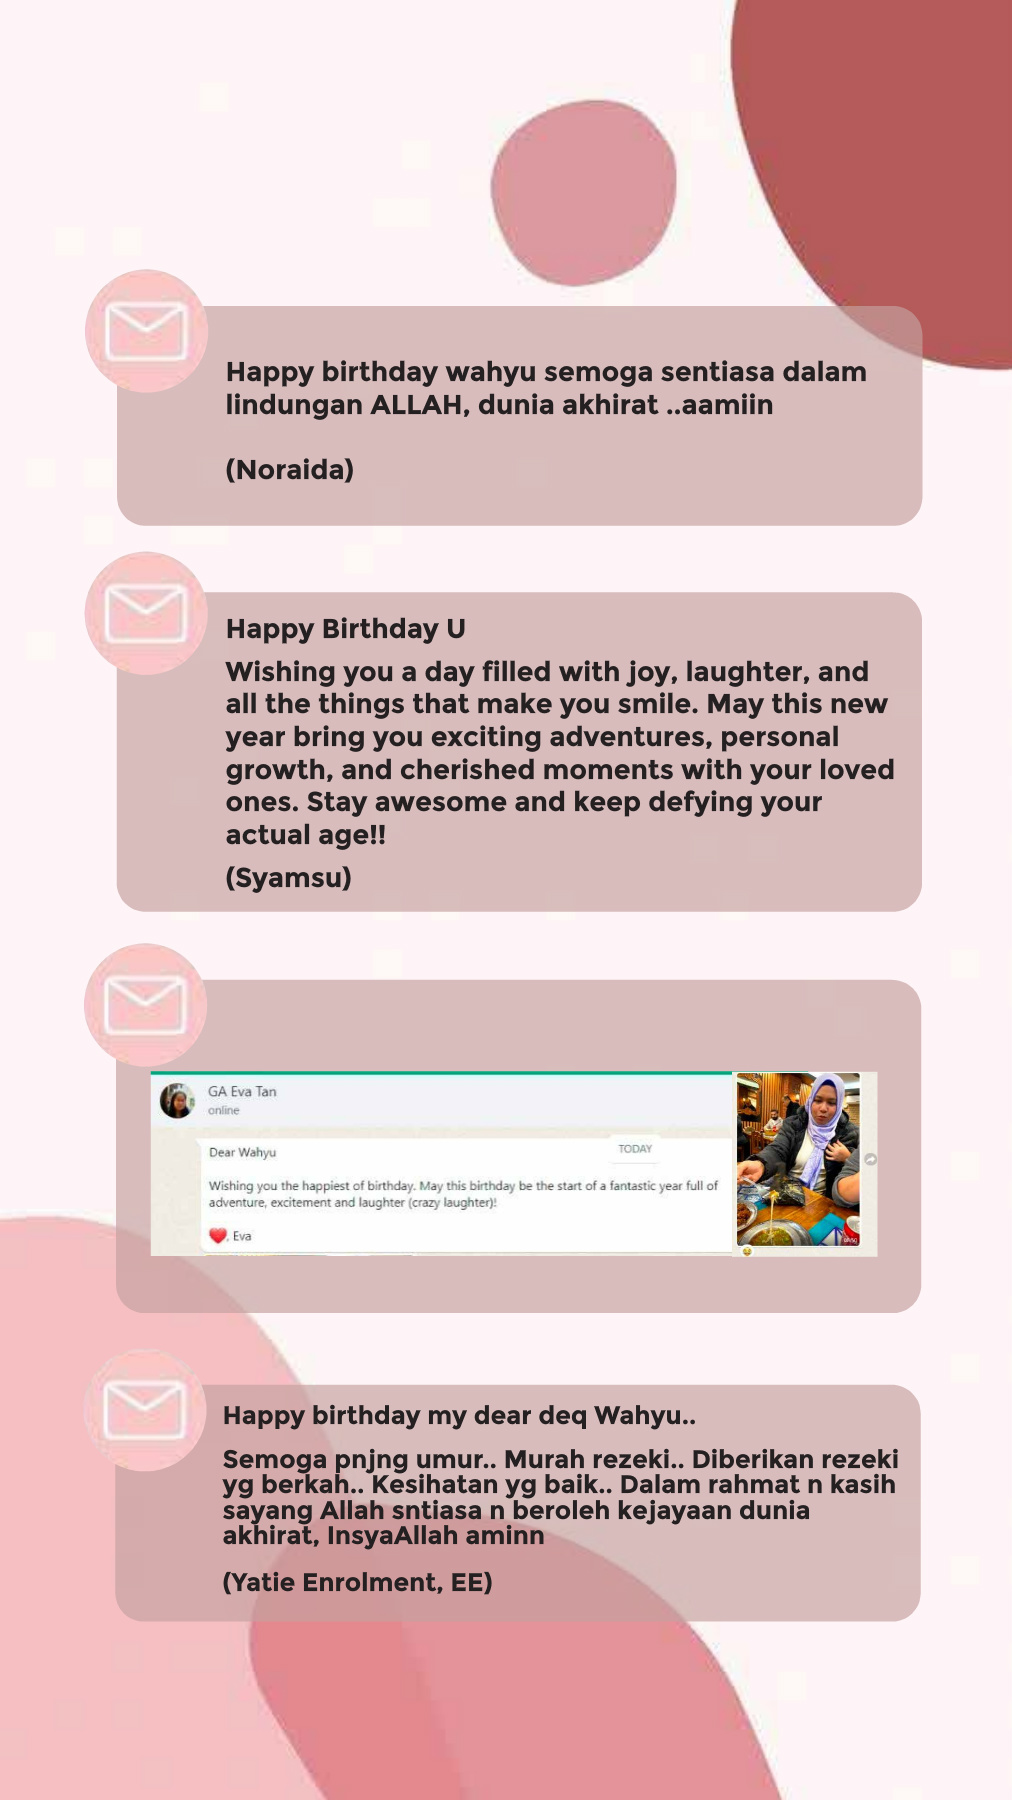 Happy birthday wahyu semoga sentiasa dalam
lindungan ALLAH, dunia akhirat ..aamiin
(Noraida)
Happy Birthday U
Wishing you a day filled with joy, laughter, and
all the things that make you smile. May this new
year bring you exciting adventures, personal
growth, and cherished moments with your loved
ones. Stay awesome and keep defying your
actual age!!
(Syamsu)
GA Eva Tan
online
TODAY
Dear Wahyu
Wishing you the happiest of birthday. May this birthday be the start of a fantastic year full of
adventure, excitement and laughter (crazy laughter)!
❤️, Eva
Happy birthday my dear deq Wahyu..
Semoga pnjng umur.. Murah rezeki.. Diberikan rezeki
yg berkah.. Kesihatan yg baik.. Dalam rahmat n kasih
sayang Allah sntiasa n beroleh kejayaan dunia
akhirat, InsyaAllah aminn
(Yatie Enrolment, EE)